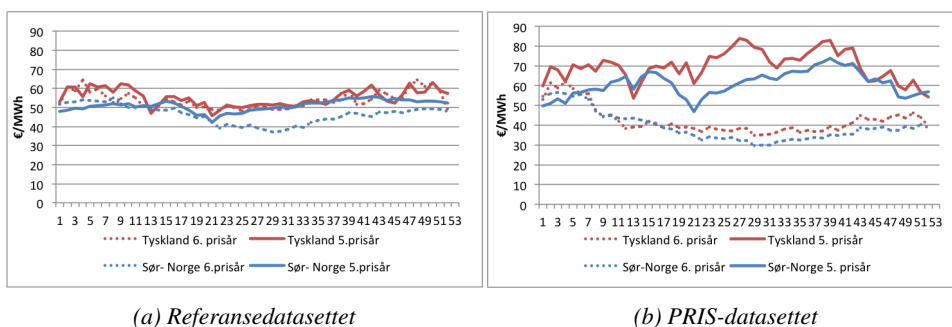 90
80
70
60
50
40
30
20
10
0
€/MWh
1 3 5 7 9 11 13 15 17 19 21 23 25 27 29 31 33 35 37 39 41 43 45 47 49 51 53
Tyskland 6. prisår
Tyskland 5.prisår
Sør- Norge 6.prisår
Sør- Norge 5.prisår
(a) Referansedatasettet
90
80
70
60
50
40
30
20
10
0
€/MWh
1 3 5 7 9 11 13 15 17 19 21 23 25 27 29 31 33 35 37 39 41 43 45 47 49 51 53
Tyskland 6. prisår
Tyskland 5. prisår
Sør- Norge 6.prisår
Sør-Norge 5. prisår
(b) PRIS-datasettet